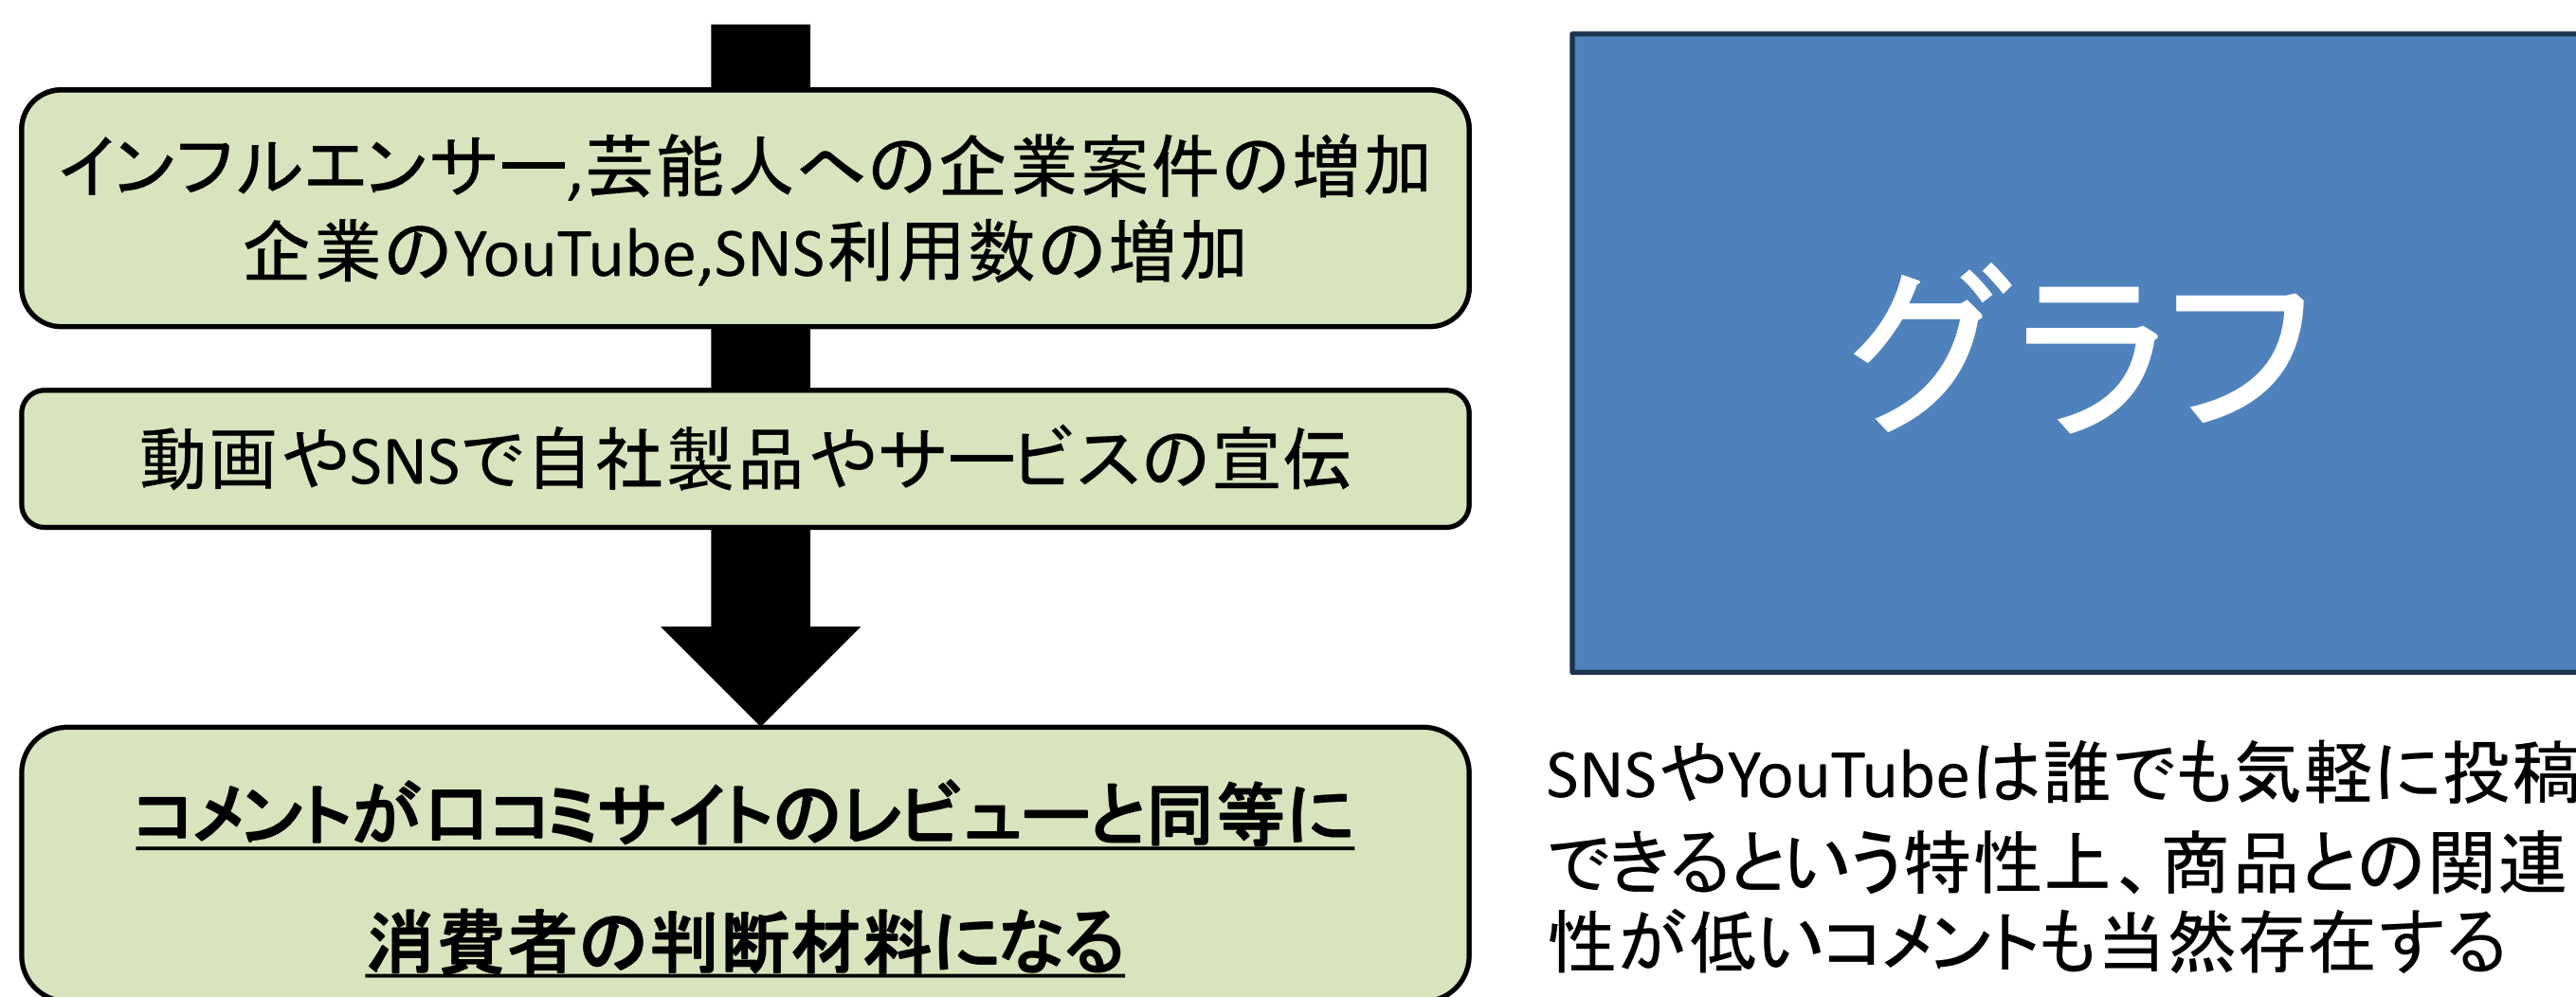 インフルエンサー,芸能人への企業案件の増加
企業のYouTube,SNS利用数の増加
動画やSNSで自社製品やサービスの宣伝
コメントが口コミサイトのレビューと同等に
消費者の判断材料になる
グラフ
SNSやYouTubeは誰でも気軽に投稿
できるという特性上、商品との関連
性が低いコメントも当然存在する